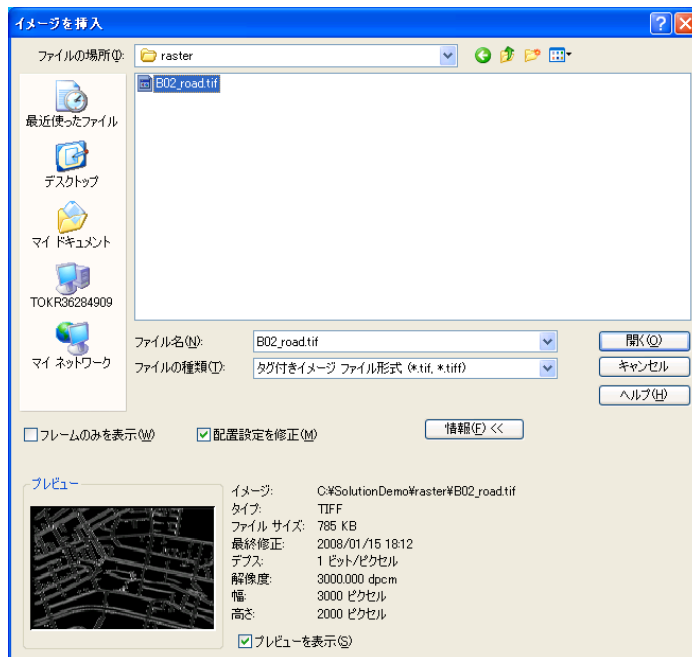 イメージを挿入
ファイルの場所(I):
raster
B02_road.tif
最近使ったファイル
デスクトップ
マイ ドキュメント
TOKR36284909
マイ ネットワーク
ファイル名(N):
B02_road.tif
開く(O)
ファイルの種類(T):
タグ付きイメージ ファイル形式 (*.tif, *.tiff)
キャンセル
ヘルプ(H)
フレームのみを表示(W)
配置設定を修正(M)
情報(F) <<
プレビュー
イメージ: C:¥SolutionDemo¥raster¥B02_road.tif
タイプ: TIFF
ファイル サイズ: 785 KB
最終修正: 2008/01/15 18:12
デプス: 1 ビット/ピクセル
解像度: 3000.000 dpcm
幅: 3000 ピクセル
高さ: 2000 ピクセル
プレビューを表示(S)